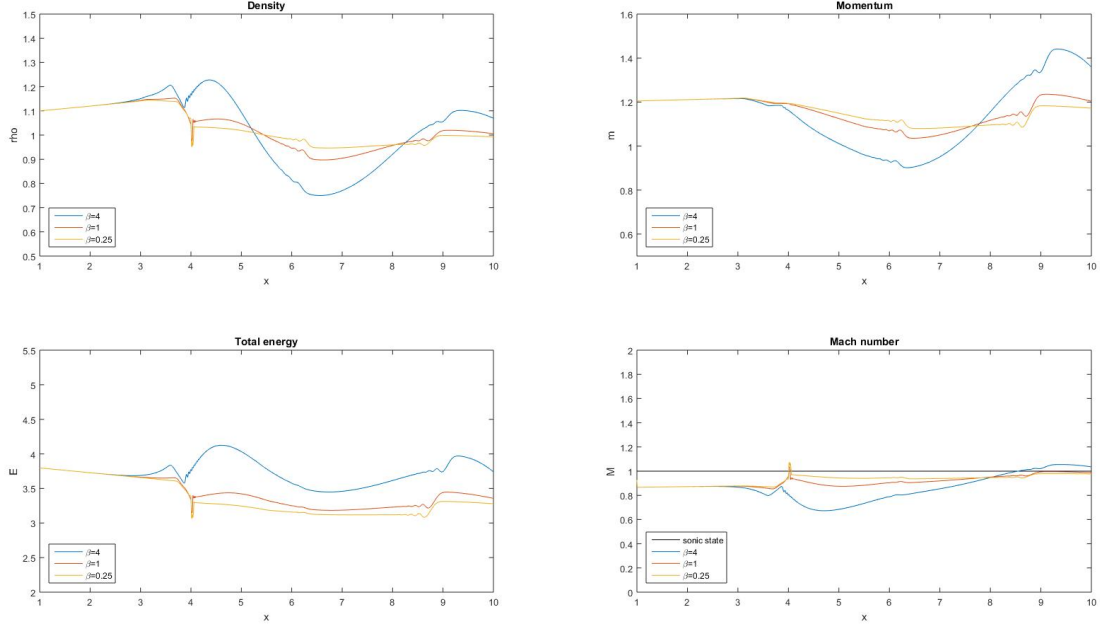 Density
1.5
1.4
1.3
1.2
1.1
1
0.9
0.8
0.7
0.6
0.5
rho
β=4
β=1
β=0.25
1 2 3 4 5 6 7 8 9 10
x
Momentum
1.6
1.4
1.2
1
0.8
0.6
m
β=4
β=1
β=0.25
1 2 3 4 5 6 7 8 9 10
x
Total energy
5.5
5
4.5
4
3.5
3
2.5
2
E
β=4
β=1
β=0.25
1 2 3 4 5 6 7 8 9 10
x
Mach number
2
1.8
1.6
1.4
1.2
1
0.8
0.6
0.4
0.2
0
M
sonic state
β=4
β=1
β=0.25
1 2 3 4 5 6 7 8 9 10
x